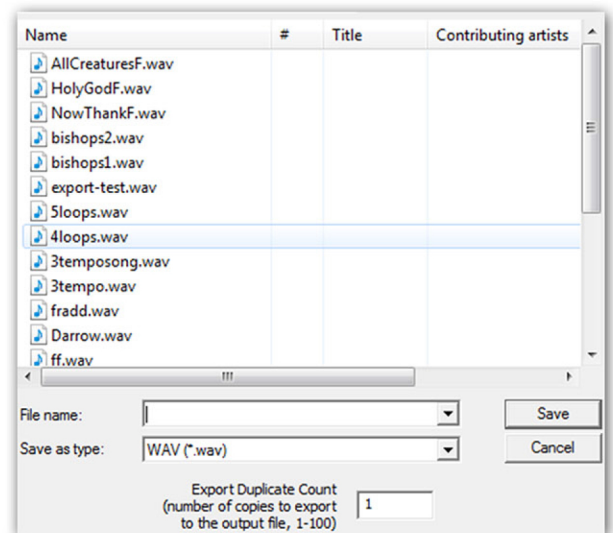 Name # Title Contributing artists
AllCreaturesF.wav
HolyGodF.wav
NowThankF.wav
bishops2.wav
bishops1.wav
export-test.wav
5loops.wav
4loops.wav
3temposong.wav
3tempo.wav
fradd.wav
Darrow.wav
ff.wav
File name: Save
Save as type: WAV (*.wav) Cancel
Export Duplicate Count
(number of copies to export 1
to the output file, 1-100)